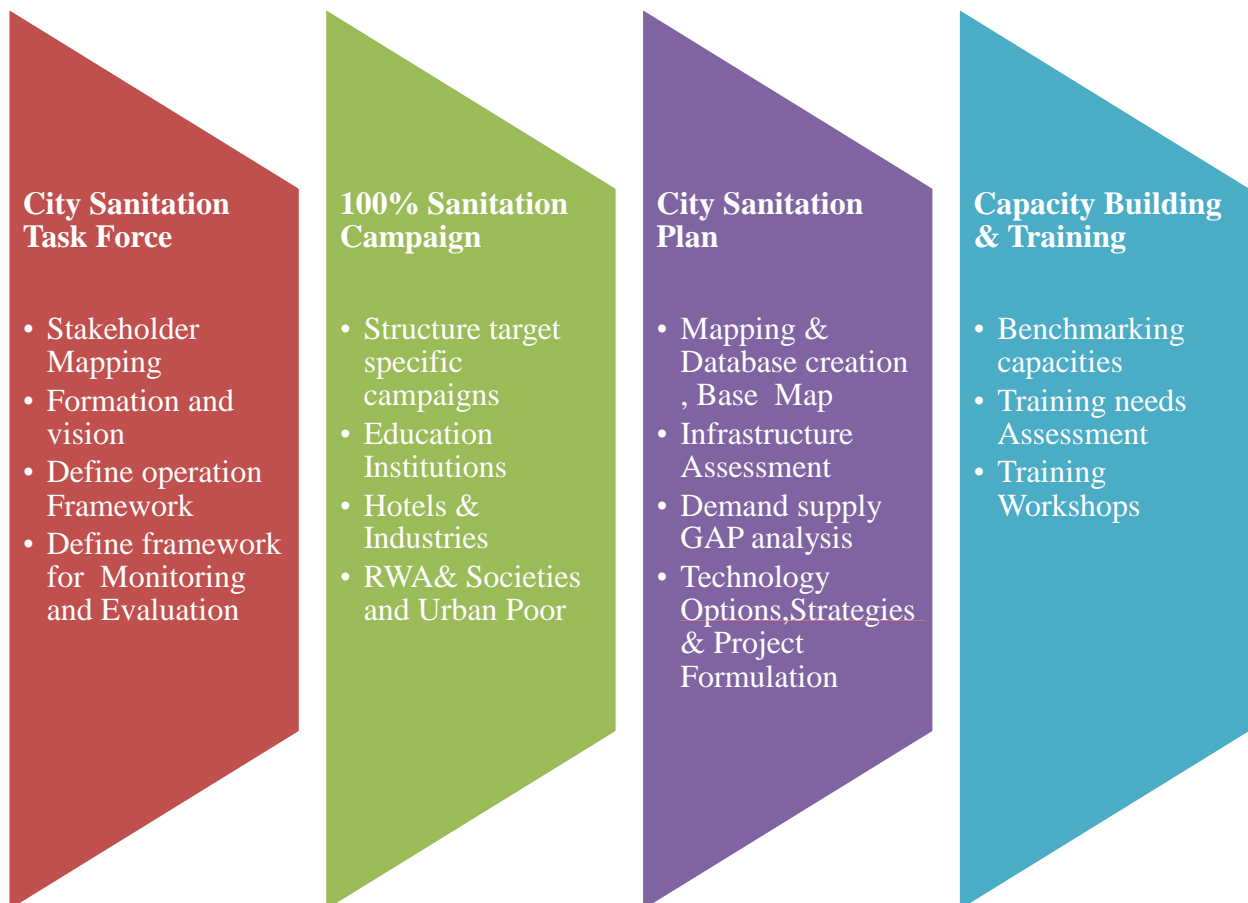 City Sanitation
Task Force
• Stakeholder
Mapping
• Formation and
vision
• Define operation
Framework
• Define framework
for Monitoring
and Evaluation
100% Sanitation
Campaign
• Structure target
specific
campaigns
• Education
Institutions
• Hotels &
Industries
• RWA& Societies
and Urban Poor
City Sanitation
Plan
• Mapping &
Database creation
, Base Map
• Infrastructure
Assessment
• Demand supply
GAP analysis
• Technology
Options,Strategies
& Project
Formulation
Capacity Building
& Training
• Benchmarking
capacities
• Training needs
Assessment
• Training
Workshops